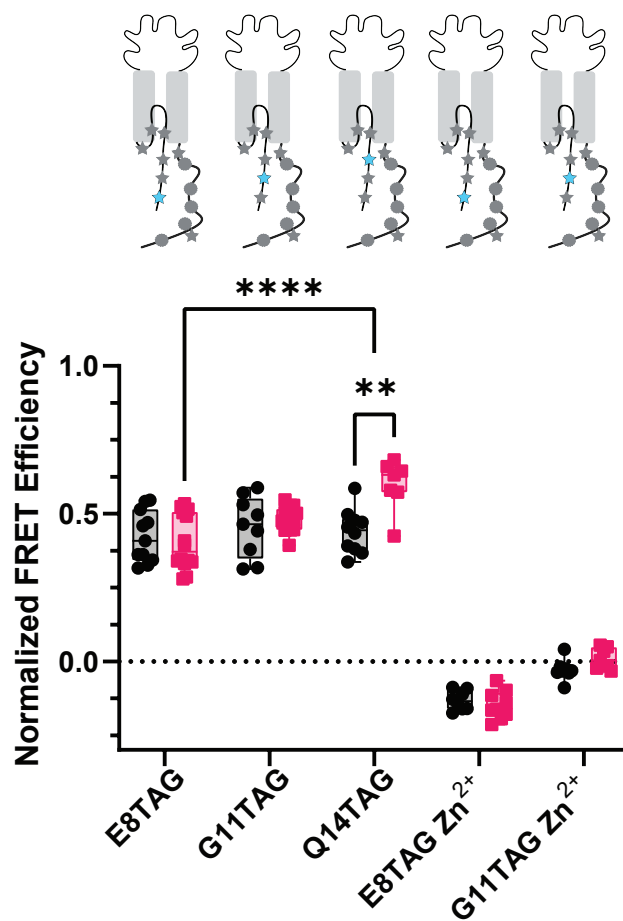 ****
**
Normalized FRET Efficiency
1.0
0.5
0.0
E8TAG
G11TAG
Q14TAG
E8TAG Zn²⁺
G11TAG Zn²⁺